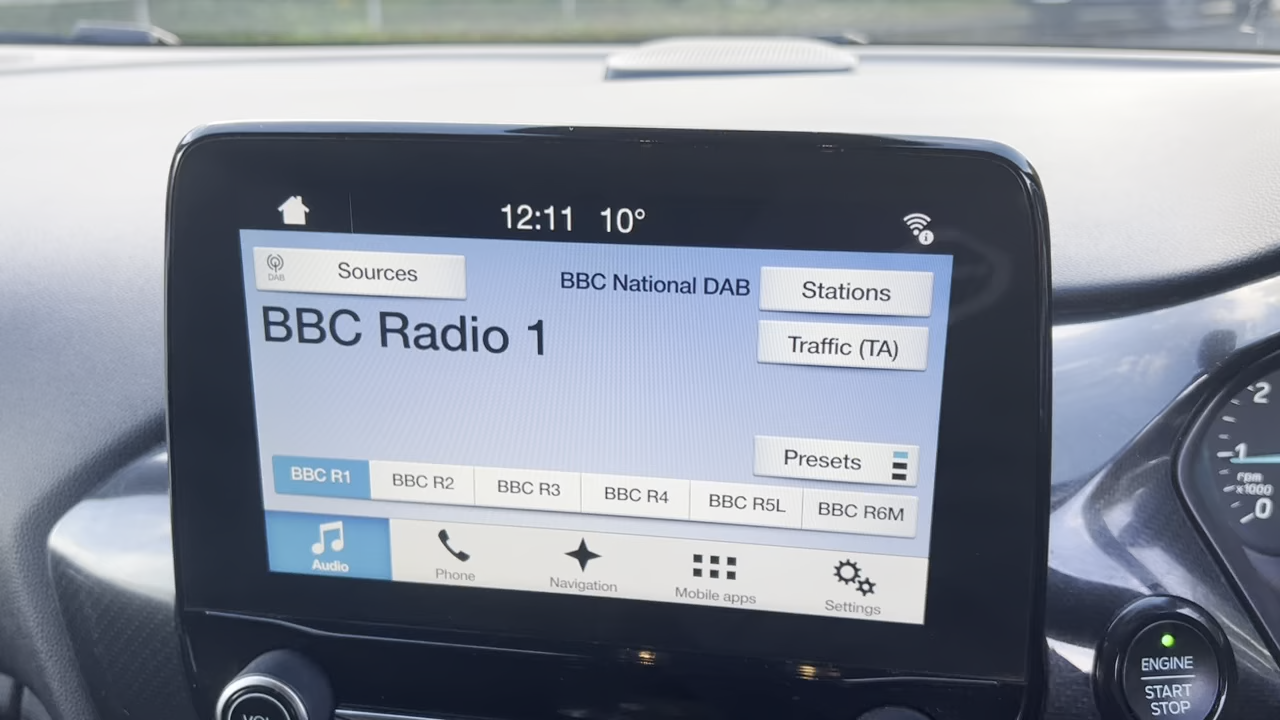 12:11 10°
DAB
Sources
BBC National DAB
Stations
BBC Radio 1
Traffic (TA)
Presets
BBC R1
BBC R2
BBC R3
BBC R4
BBC R5L
BBC R6M
Audio
Phone
Navigation
Mobile apps
Settings
2
1
rpm
x1000
0
ENGINE
START
STOP
VOL